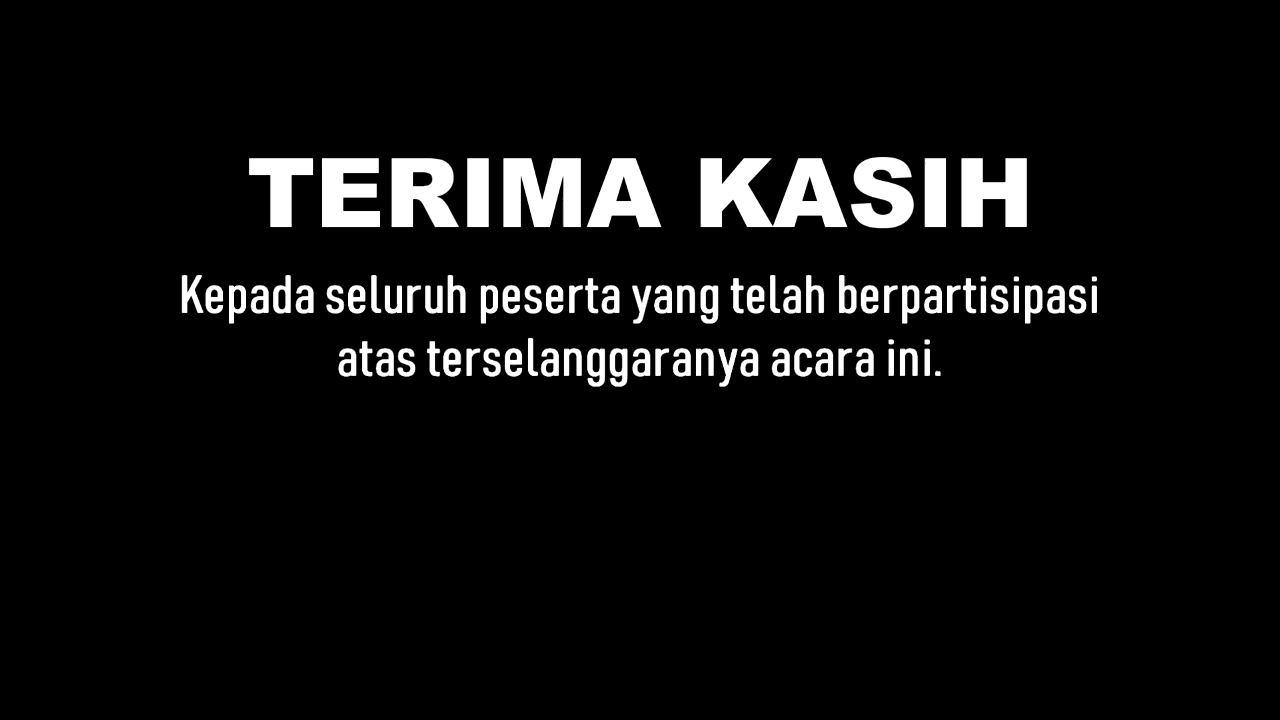 TERIMA KASIH
Kepada seluruh peserta yang telah berpartisipasi
atas terselanggaranya acara ini.